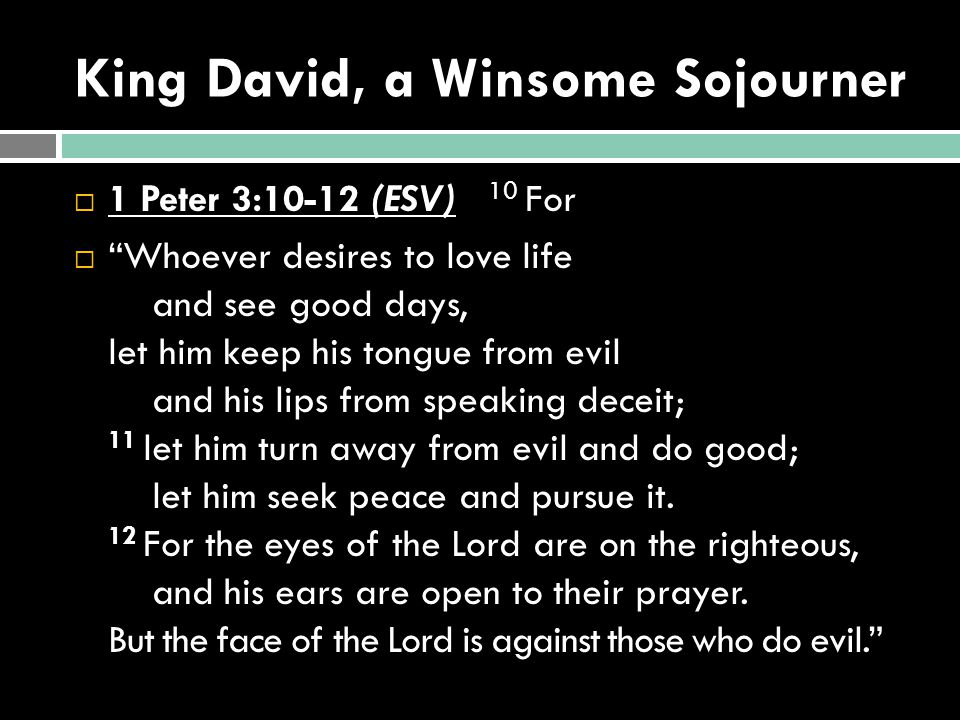 King David, a Winsome Sojourner
1 Peter 3:10-12 (ESV) 10 For
“Whoever desires to love life
and see good days,
let him keep his tongue from evil
and his lips from speaking deceit;
11 let him turn away from evil and do good;
let him seek peace and pursue it.
12 For the eyes of the Lord are on the righteous,
and his ears are open to their prayer.
But the face of the Lord is against those who do evil.”